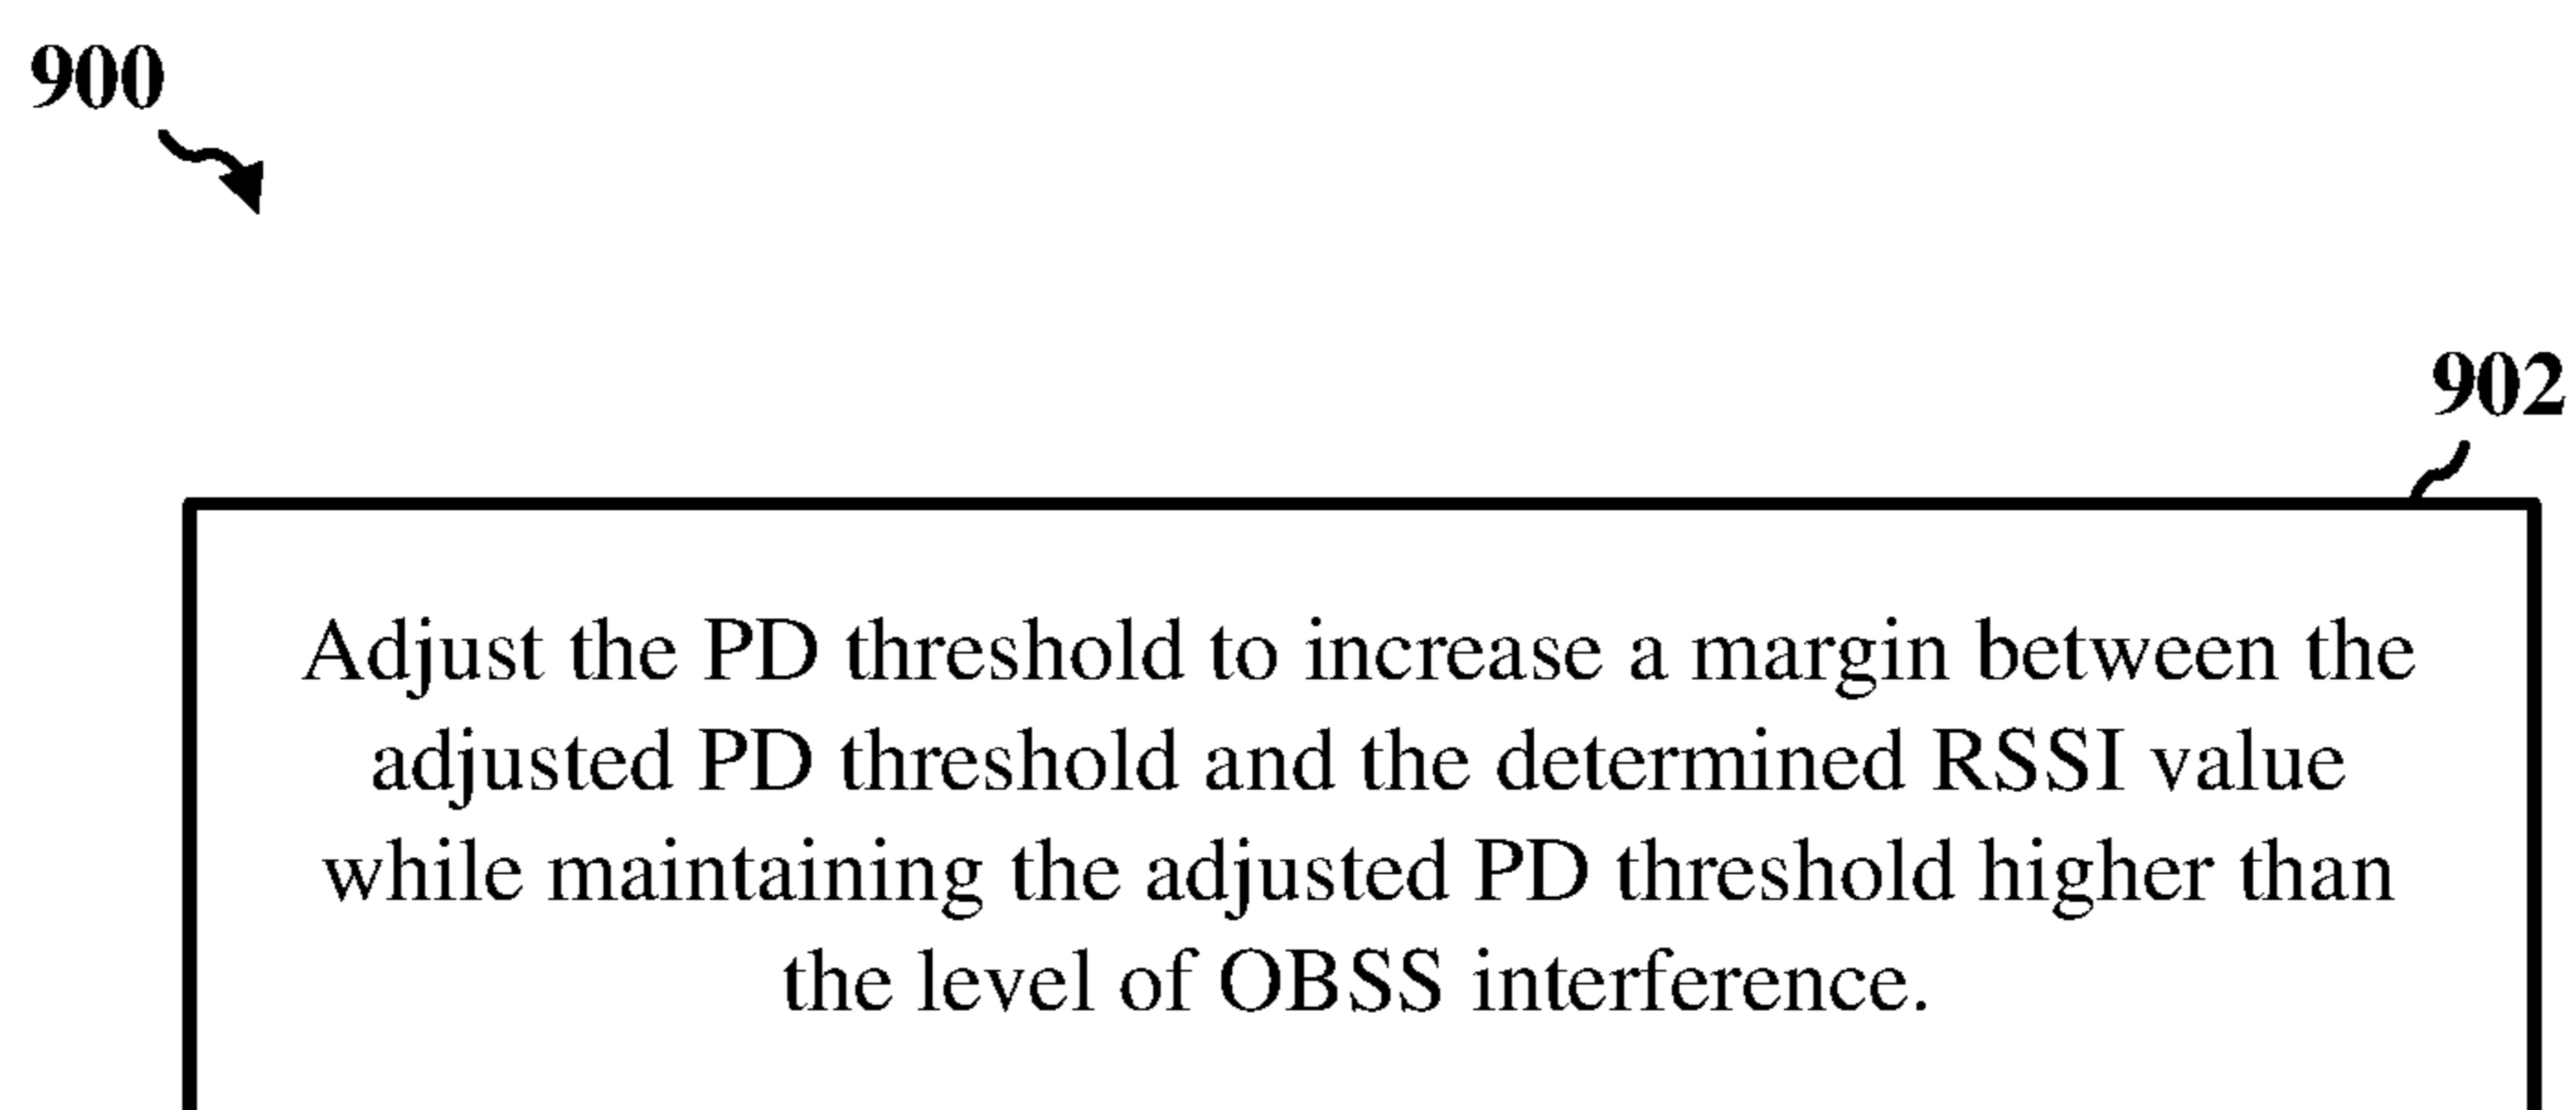 900
902
Adjust the PD threshold to increase a margin between the
adjusted PD threshold and the determined RSSI value
while maintaining the adjusted PD threshold higher than
the level of OBSS interference.